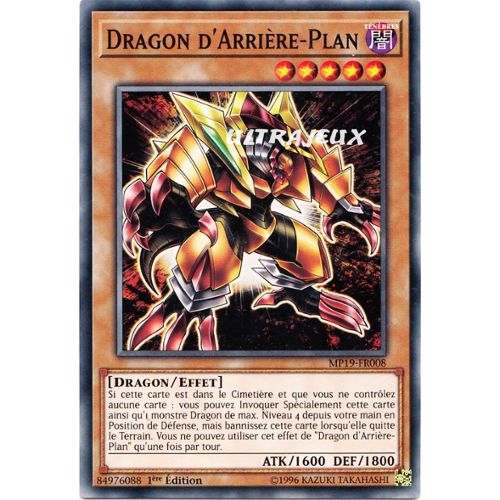 DRAGON D'ARRIÈRE-PLAN
TÉNÈBRES
闇
ULTRAJEUX
MP19-FR008
[DRAGON/EFFET]
Si cette carte est dans le Cimetière et que vous ne contrôlez
aucune carte : vous pouvez Invoquer Spécialement cette carte
ainsi qu'1 monstre Dragon de max. Niveau 4 depuis votre main en
Position de Défense, mais bannissez cette carte lorsqu'elle quitte
le Terrain. Vous ne pouvez utiliser cet effet de "Dragon d'Arrière-
Plan" qu'une fois par tour.
ATK/1600 DEF/1800
84976088 1ère Édition ©1996 KAZUKI TAKAHASHI